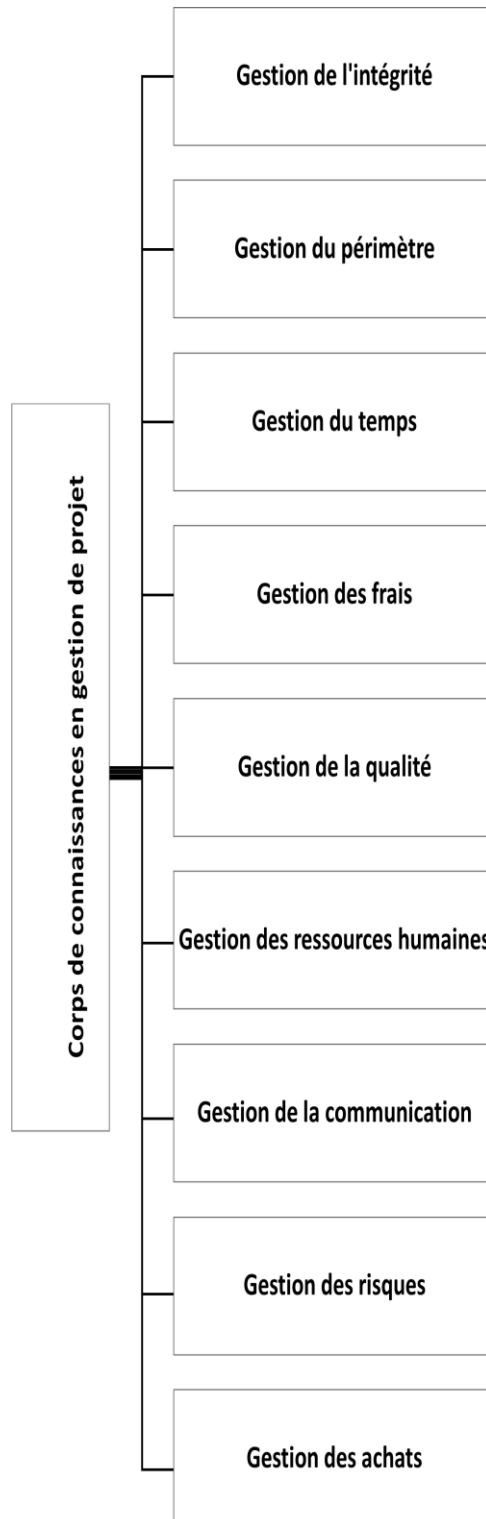 Corps de connaissances en gestion de projet
Gestion de l'intégrité
Gestion du périmètre
Gestion du temps
Gestion des frais
Gestion de la qualité
Gestion des ressources humaines
Gestion de la communication
Gestion des risques
Gestion des achats